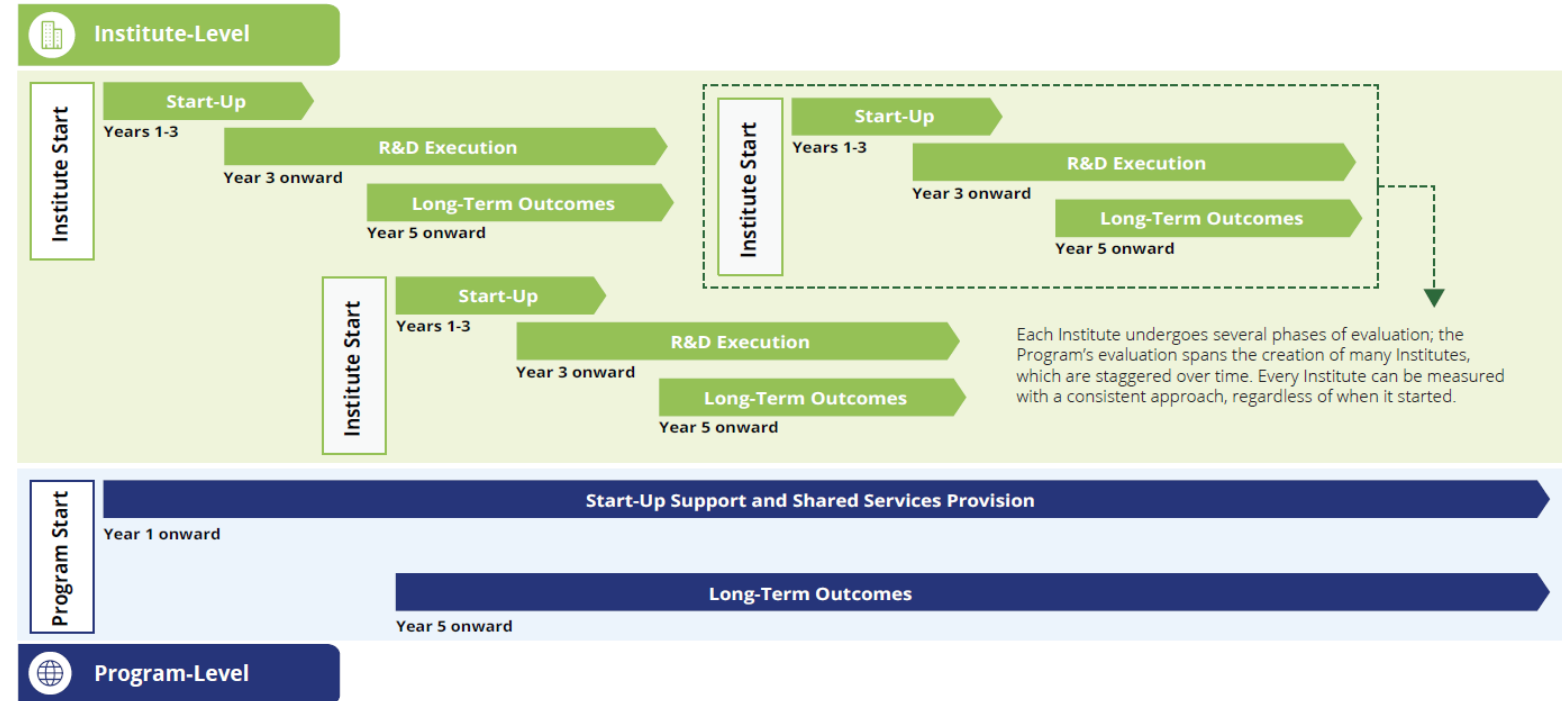 Institute-Level
Institute Start
Start-Up
Years 1-3
R&D Execution
Year 3 onward
Long-Term Outcomes
Year 5 onward
Institute Start
Start-Up
Years 1-3
R&D Execution
Year 3 onward
Long-Term Outcomes
Year 5 onward
Institute Start
Start-Up
Years 1-3
R&D Execution
Year 3 onward
Long-Term Outcomes
Year 5 onward
Each Institute undergoes several phases of evaluation; the
Program’s evaluation spans the creation of many Institutes,
which are staggered over time. Every Institute can be measured
with a consistent approach, regardless of when it started.
Program Start
Start-Up Support and Shared Services Provision
Year 1 onward
Long-Term Outcomes
Year 5 onward
Program-Level